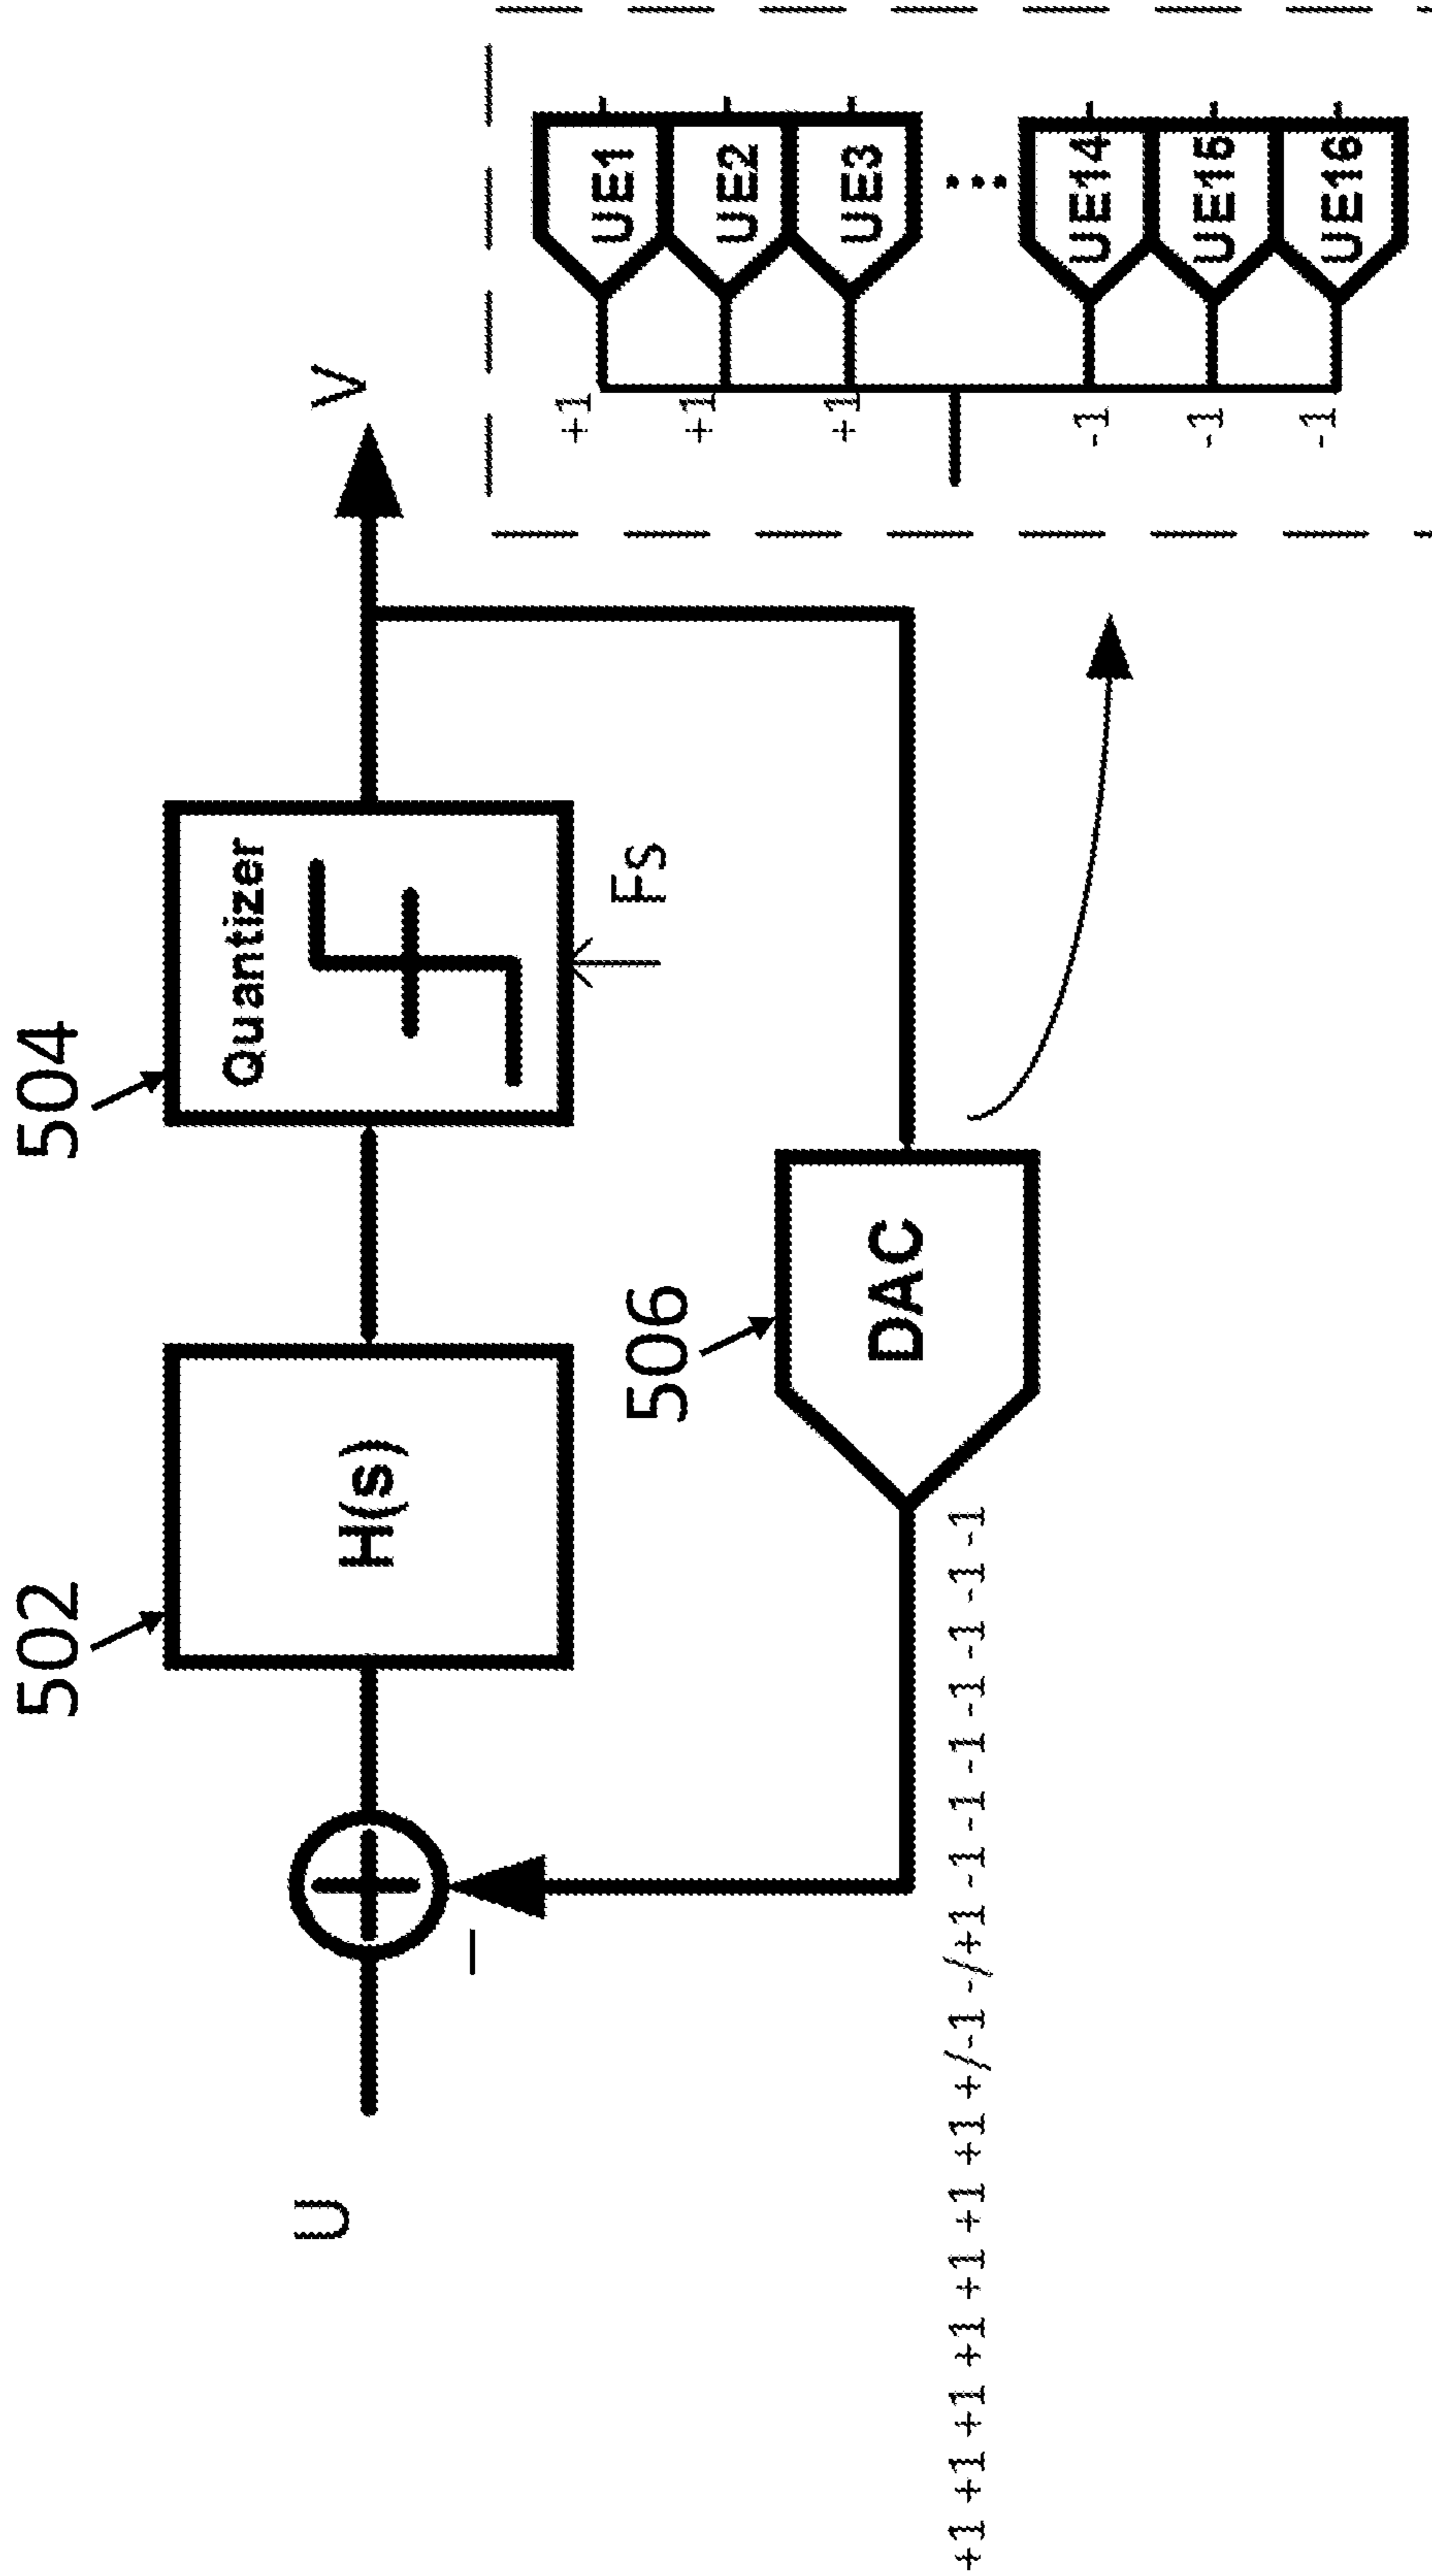 502
504
Quantizer
U
H(s)
V
−
Fs
506
DAC
+1 +1 +1 +1 +1 +1 +1 +/-1 -/+1 -1 -1 -1 -1 -1 -1 -1
+1 UE1
+1 UE2
+1 UE3
-1 UE14
-1 UE15
-1 UE16